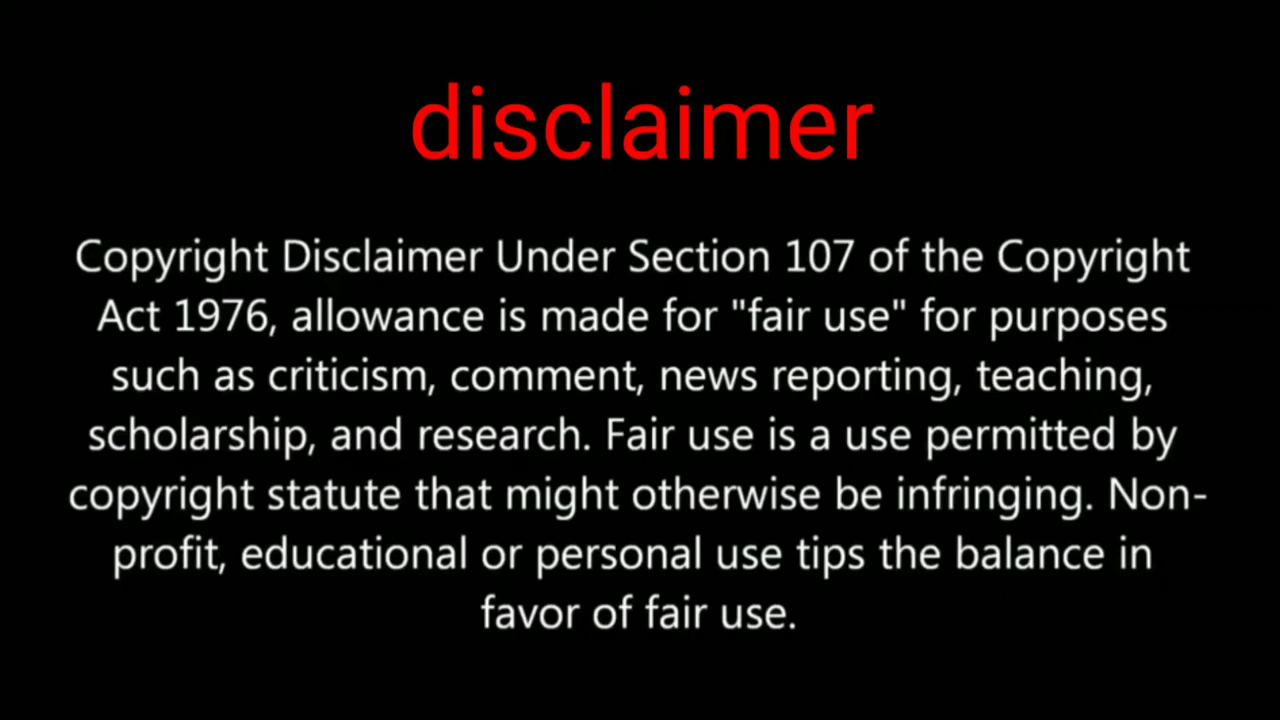 disclaimer
Copyright Disclaimer Under Section 107 of the Copyright
Act 1976, allowance is made for "fair use" for purposes
such as criticism, comment, news reporting, teaching,
scholarship, and research. Fair use is a use permitted by
copyright statute that might otherwise be infringing. Non-
profit, educational or personal use tips the balance in
favor of fair use.